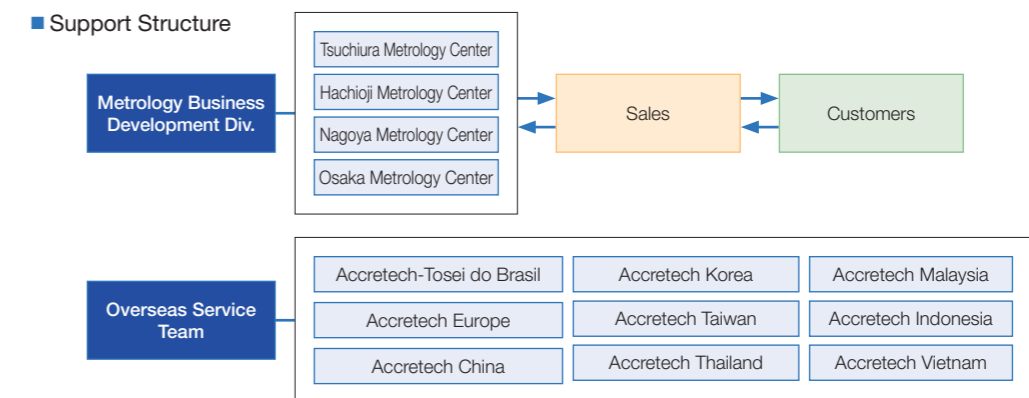 Support Structure
Metrology Business
Development Div.
Tsuchiura Metrology Center
Hachioji Metrology Center
Nagoya Metrology Center
Osaka Metrology Center
Sales
Customers
Overseas Service
Team
Accretech-Tosei do Brasil
Accretech Korea
Accretech Malaysia
Accretech Europe
Accretech Taiwan
Accretech Indonesia
Accretech China
Accretech Thailand
Accretech Vietnam